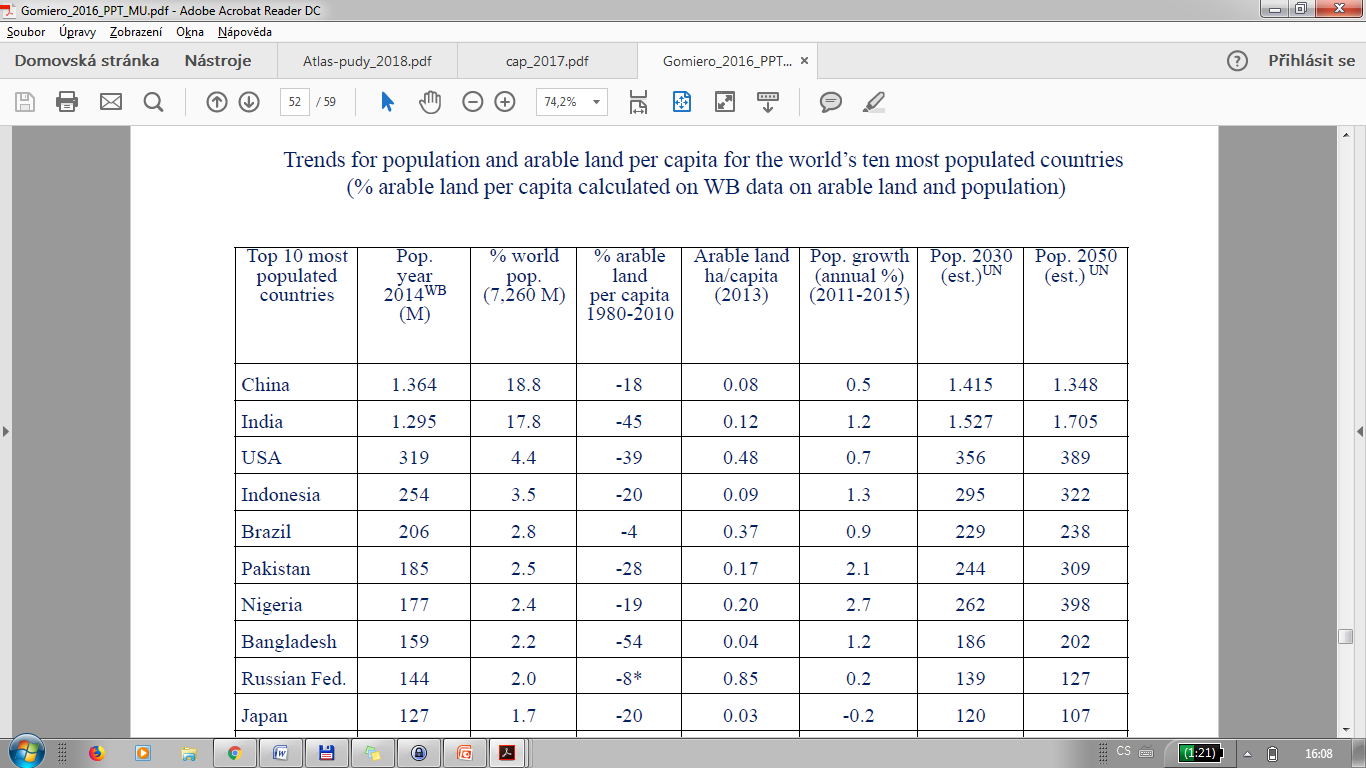 Gomiero_2016_PPT_MU.pdf - Adobe Acrobat Reader DC
Soubor Úpravy Zobrazení Okna Nápověda
Domovská stránka Nástroje Atlas-pudy_2018.pdf cap_2017.pdf Gomiero_2016_PPT... × ? Přihlásit se
52 / 59 74,2%
Trends for population and arable land per capita for the world's ten most populated countries
(% arable land per capita calculated on WB data on arable land and population)
Top 10 most populated countries Pop. year 2014WB (M) % world pop. (7,260 M) % arable land per capita 1980-2010 Arable land ha/capita (2013) Pop. growth (annual %) (2011-2015) Pop. 2030 (est.)UN Pop. 2050 (est.) UN
China 1.364 18.8 -18 0.08 0.5 1.415 1.348
India 1.295 17.8 -45 0.12 1.2 1.527 1.705
USA 319 4.4 -39 0.48 0.7 356 389
Indonesia 254 3.5 -20 0.09 1.3 295 322
Brazil 206 2.8 -4 0.37 0.9 229 238
Pakistan 185 2.5 -28 0.17 2.1 244 309
Nigeria 177 2.4 -19 0.20 2.7 262 398
Bangladesh 159 2.2 -54 0.04 1.2 186 202
Russian Fed. 144 2.0 -8* 0.85 0.2 139 127
Japan 127 1.7 -20 0.03 -0.2 120 107
CS (1:21) 16:08